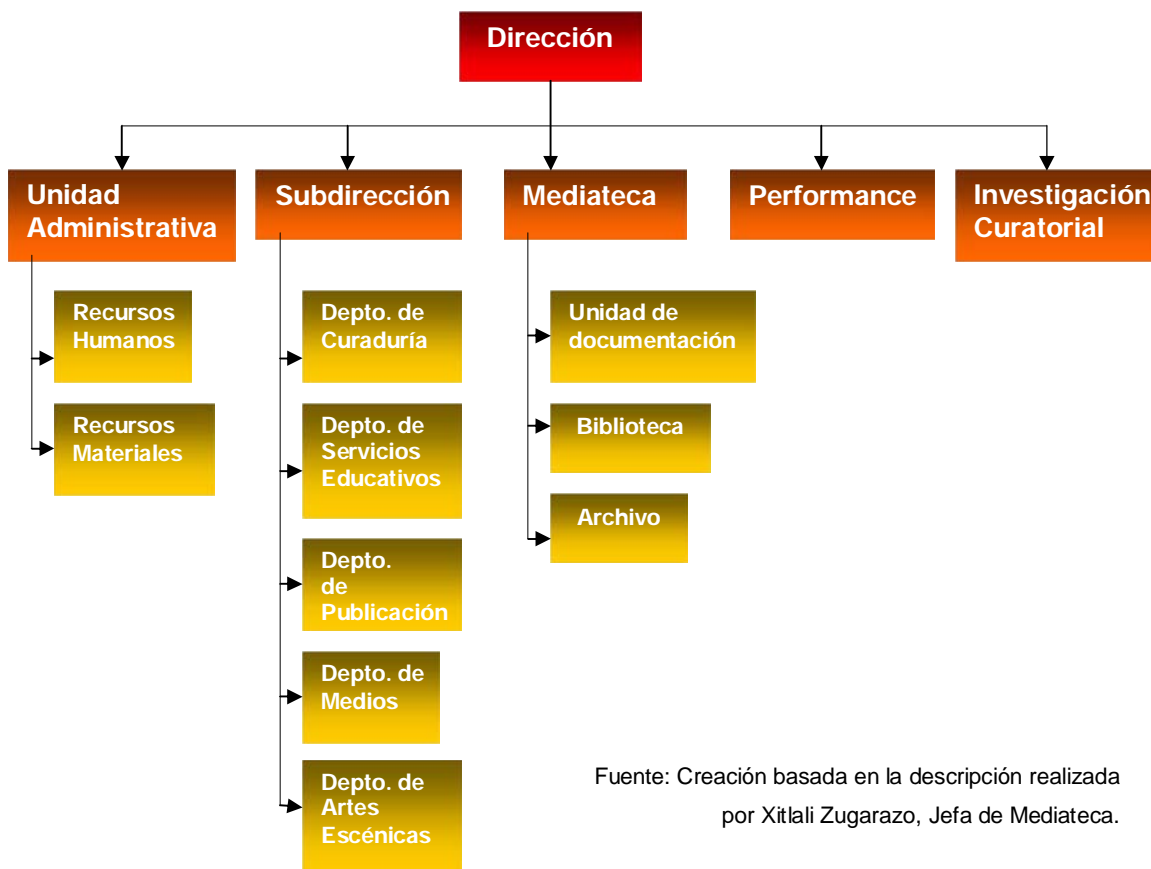 Dirección
Unidad
Administrativa
Subdirección
Mediateca
Performance
Investigación
Curatorial
Recursos
Humanos
Recursos
Materiales
Depto. de
Curaduría
Depto. de
Servicios
Educativos
Depto.
de
Publicación
Depto. de
Medios
Depto. de
Artes
Escénicas
Unidad de
documentación
Biblioteca
Archivo
Fuente: Creación basada en la descripción realizada
por Xitlali Zugarazo, Jefa de Mediateca.